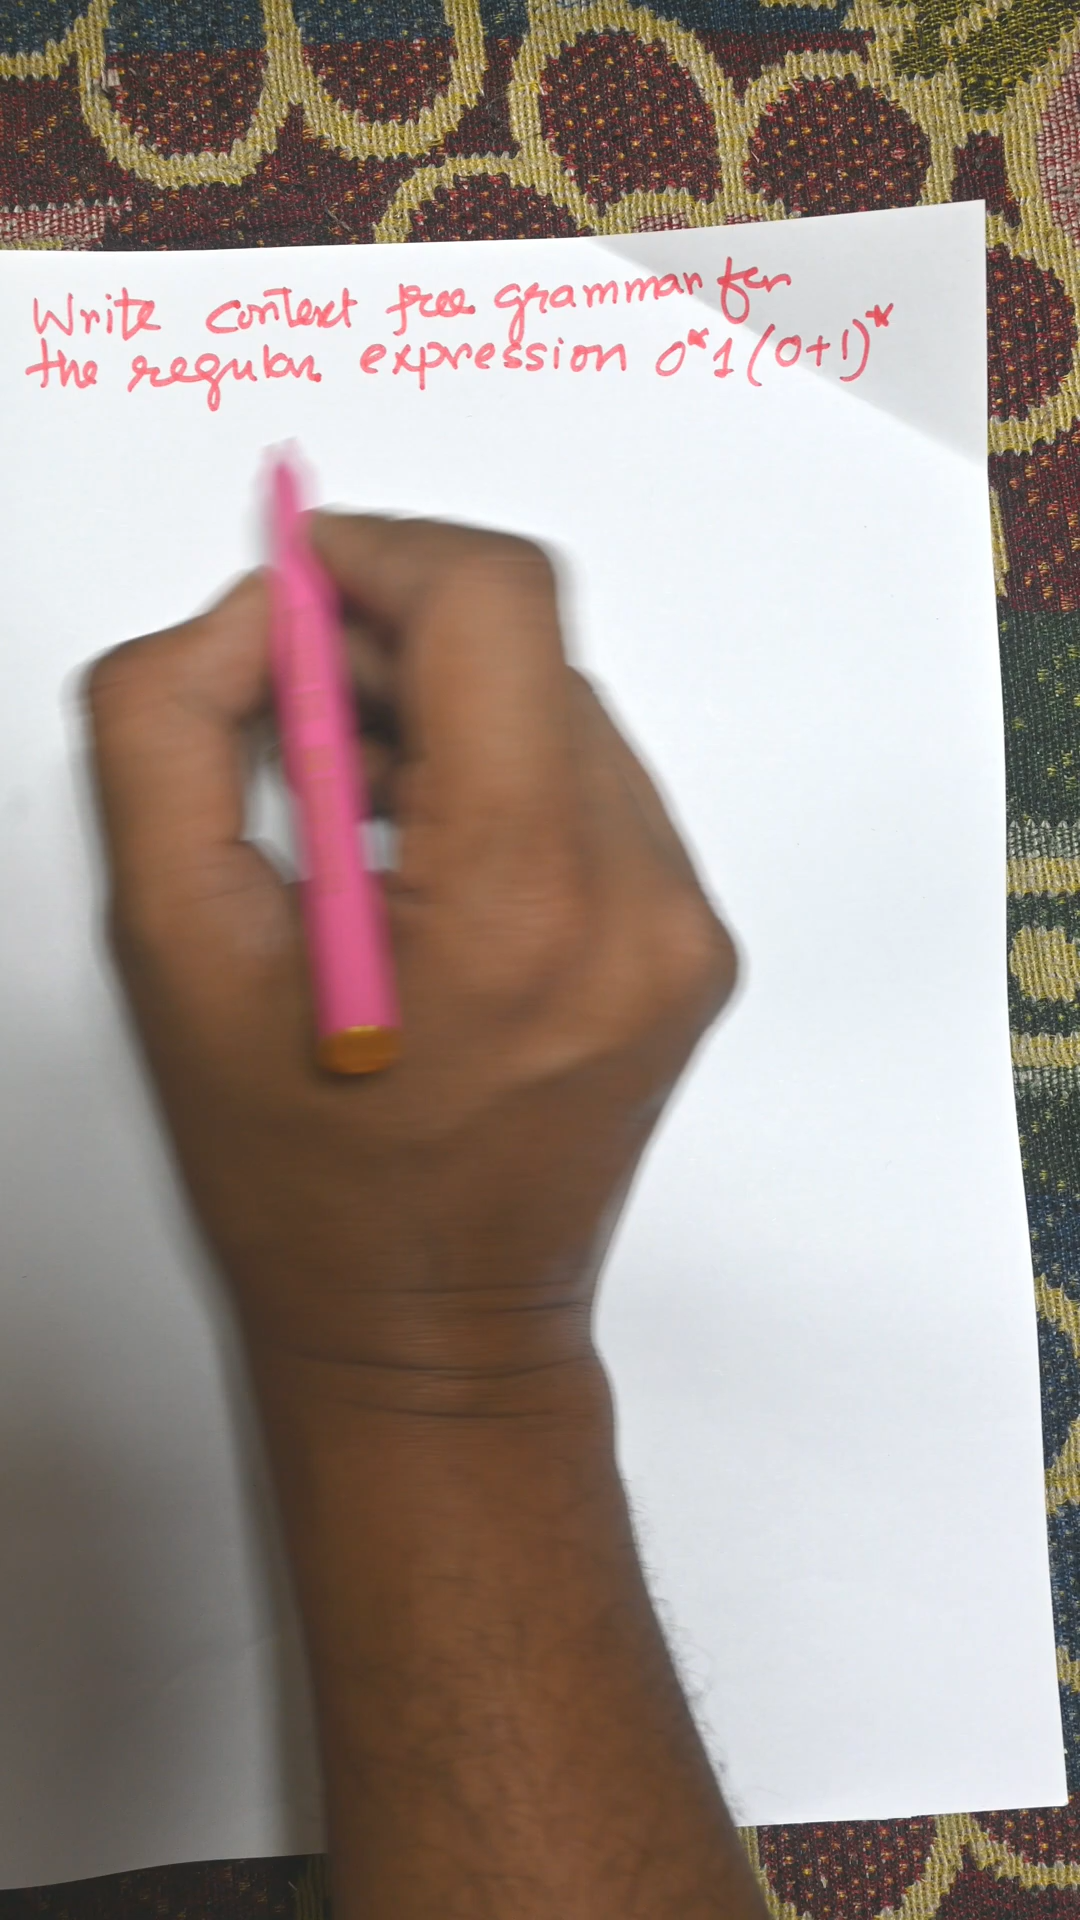 Write context free grammar for
the regular expression 0*1(0+1)*